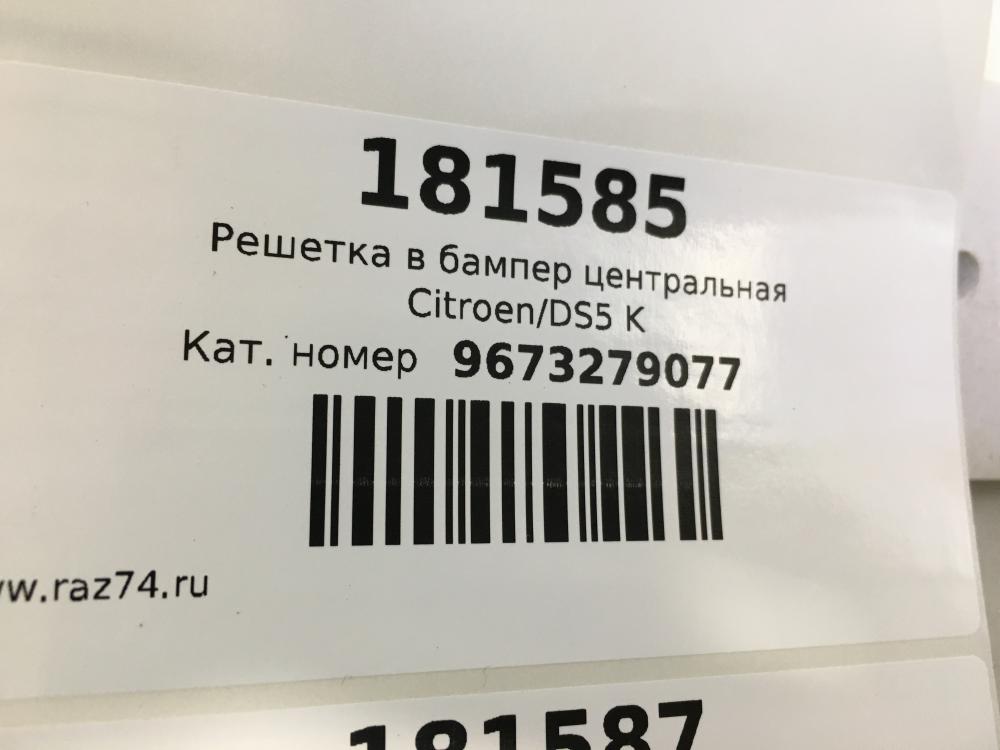 181585
Решетка в бампер центральная
Citroen/DS5 K
Кат. номер 9673279077
w.raz74.ru
181587